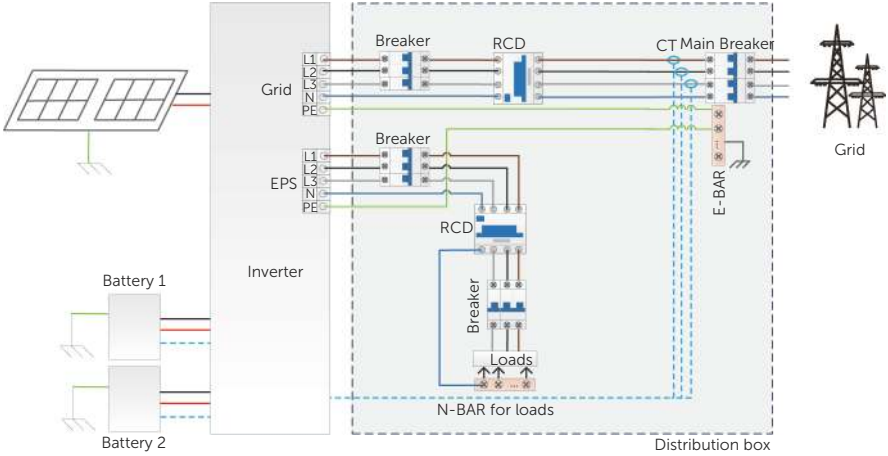 Breaker
RCD
CT Main Breaker
L1
L2
L3
N
PE
Grid
Grid
Breaker
E-BAR
L1
L2
L3
N
PE
EPS
RCD
Inverter
Battery 1
Breaker
Loads
...
N-BAR for loads
Battery 2
Distribution box